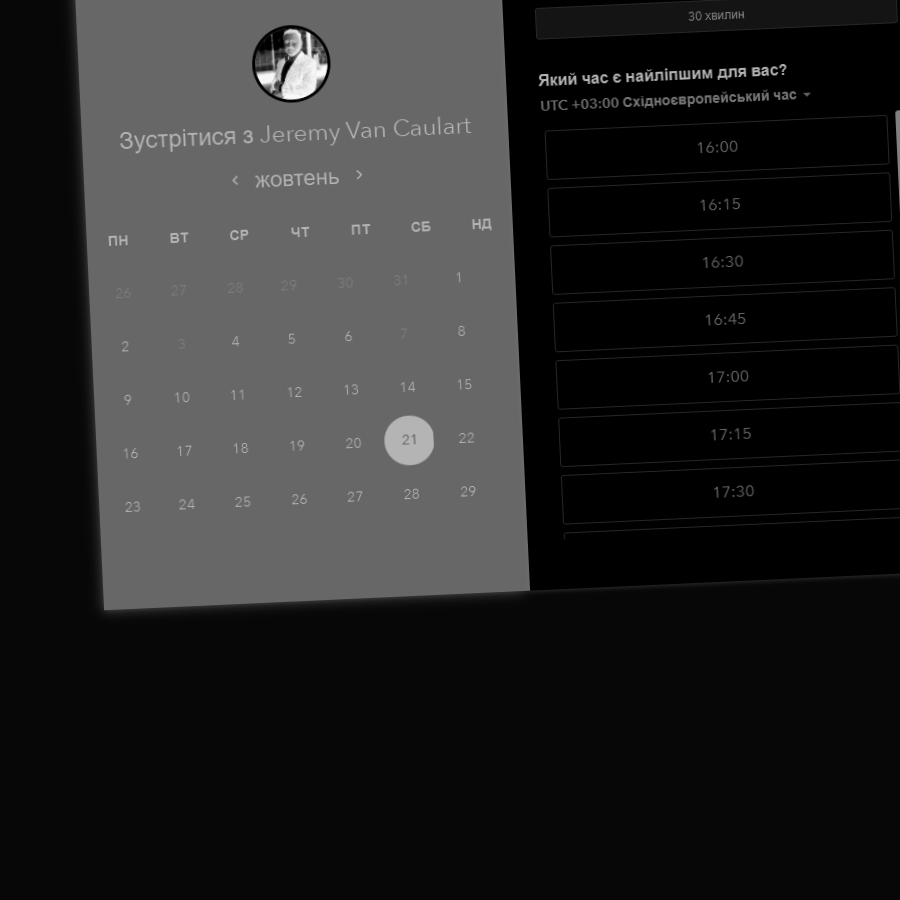 Зустрітися з Jeremy Van Caulart
жовтень
ПН ВТ СР ЧТ ПТ СБ НД
26 27 28 29 30 31 1
2 3 4 5 6 7 8
9 10 11 12 13 14 15
16 17 18 19 20 21 22
23 24 25 26 27 28 29
30 хвилин
Який час є найліпшим для вас?
UTC +03:00 Східноєвропейський час
16:00
16:15
16:30
16:45
17:00
17:15
17:30